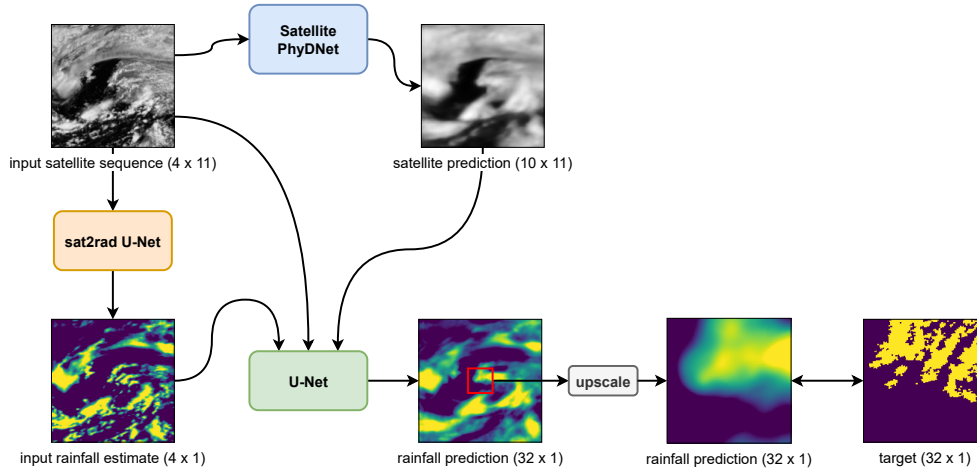 Satellite
PhyDNet
input satellite sequence (4 x 11)
satellite prediction (10 x 11)
sat2rad U-Net
U-Net
upscale
input rainfall estimate (4 x 1)
rainfall prediction (32 x 1)
rainfall prediction (32 x 1)
target (32 x 1)